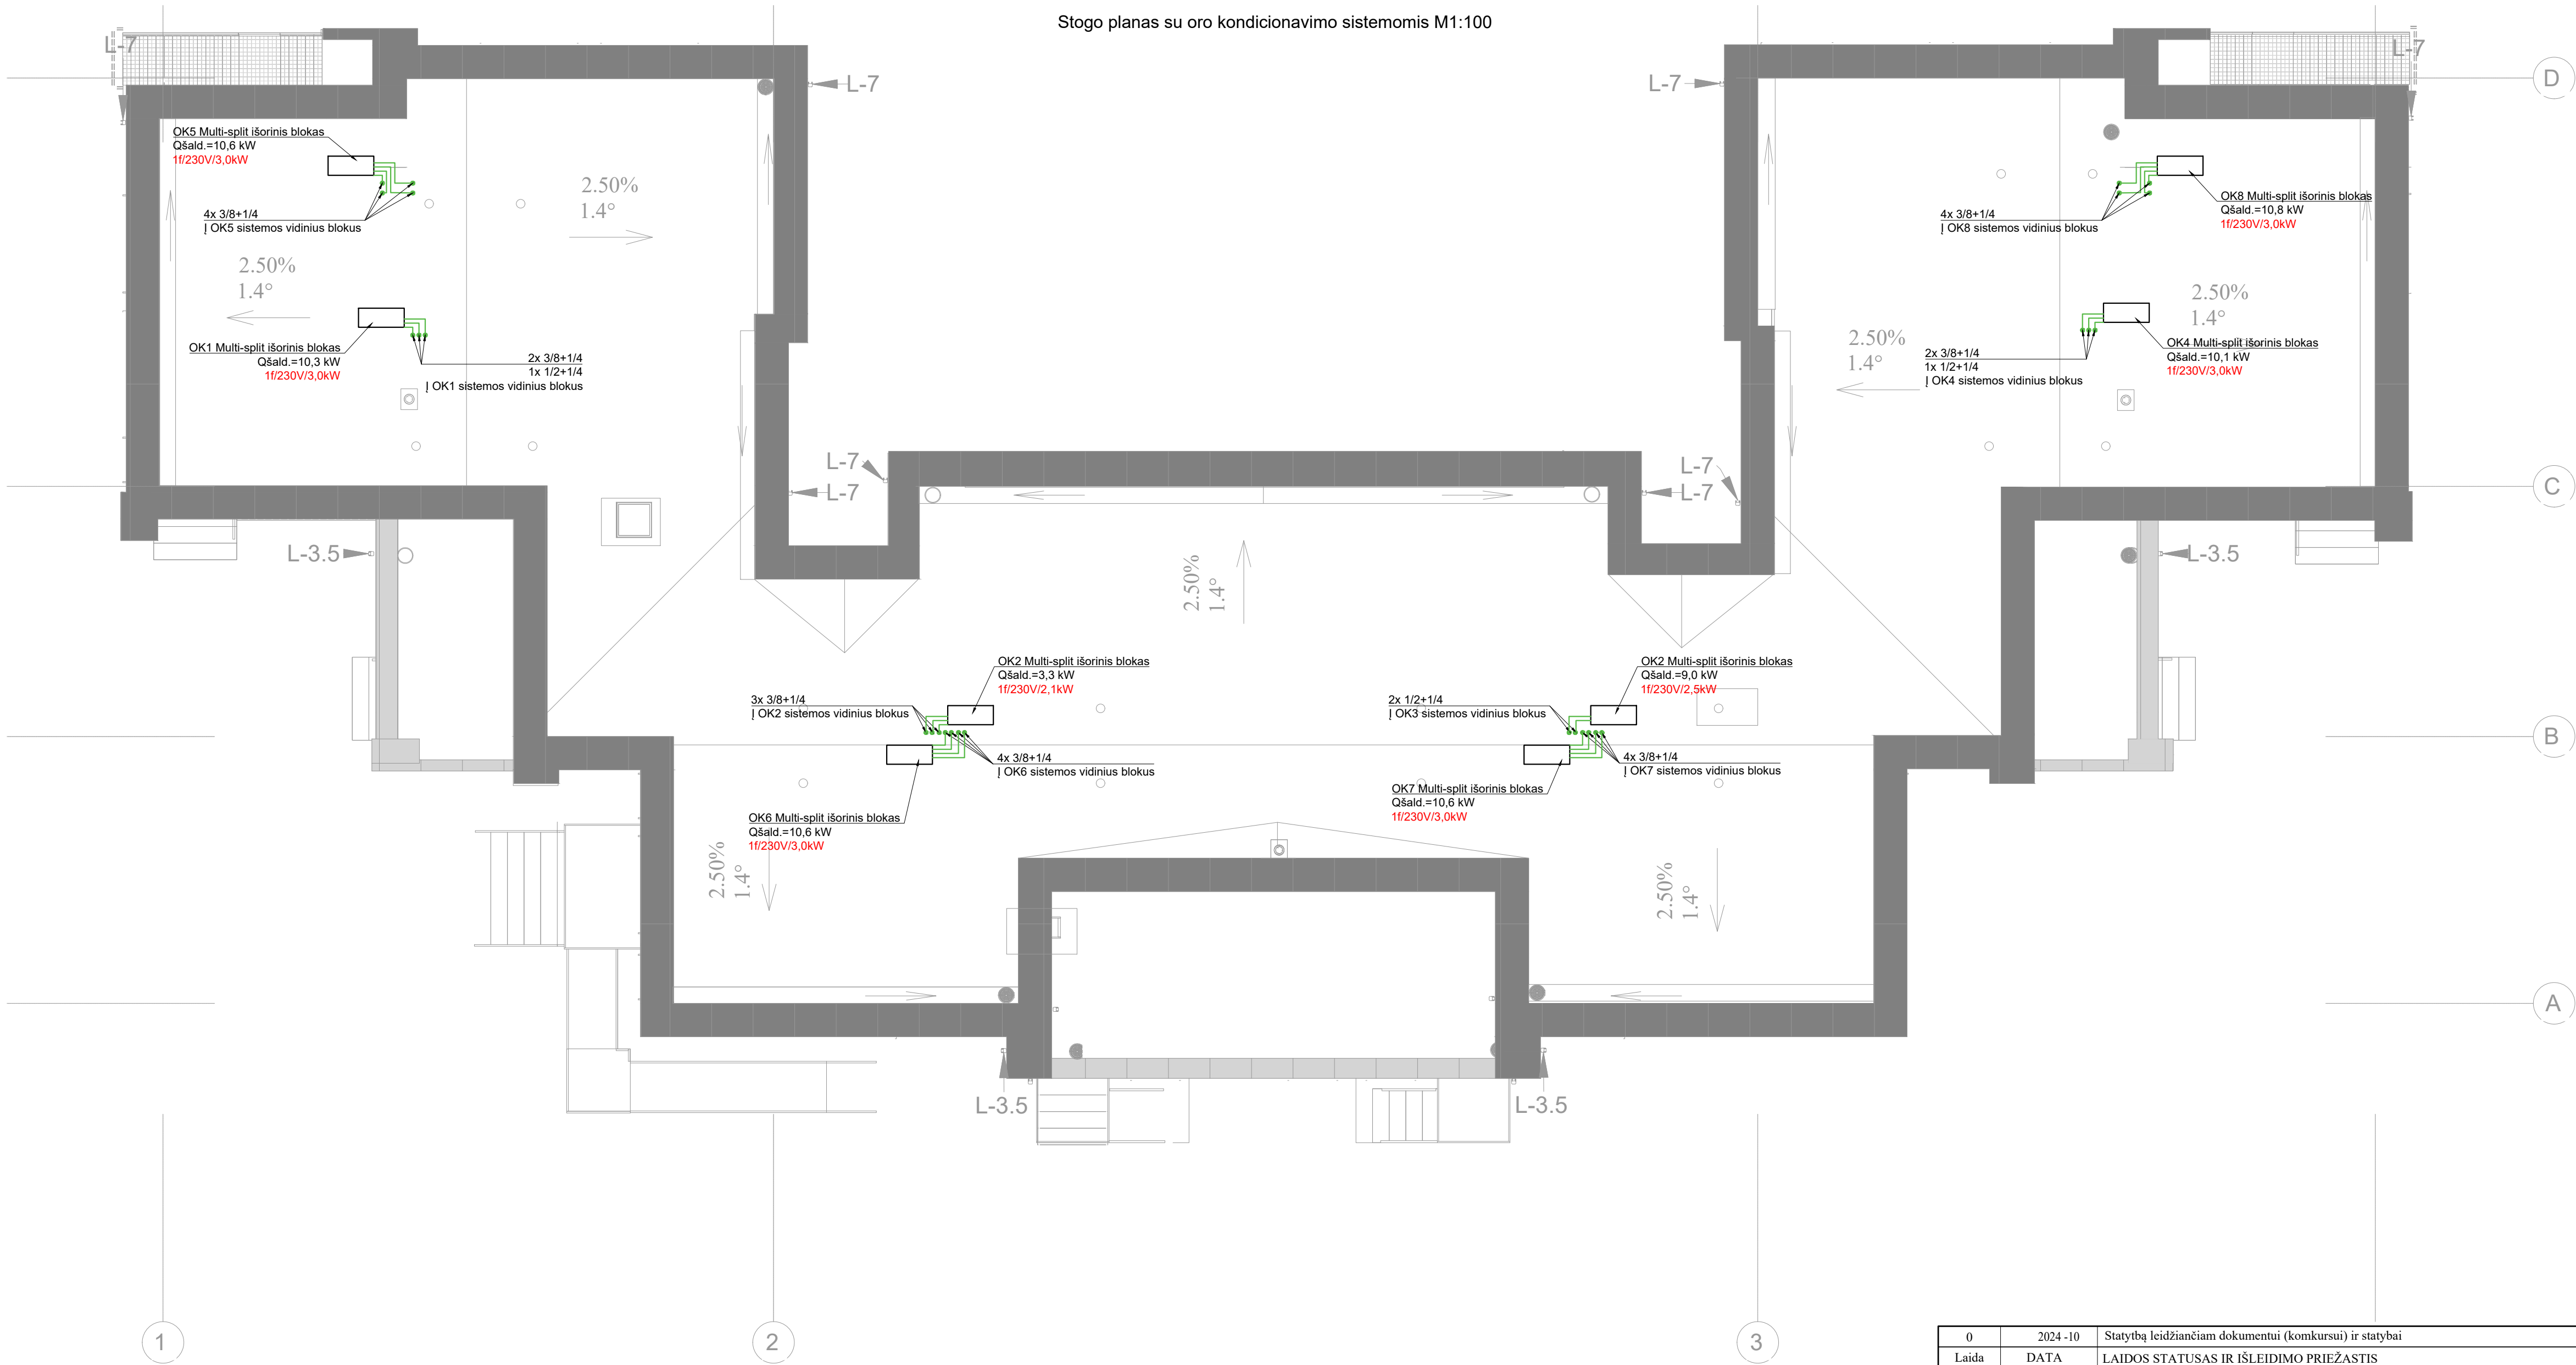 Stogo planas su oro kondicionavimo sistemomis M1:100
L-7
L-7
L-7
L-7
D
OK5 Multi-split išorinis blokas
Qšald.=10,6 kW
1f/230V/3,0kW
4x 3/8+1/4
Į OK5 sistemos vidinius blokus
2.50%
1.4°
2.50%
1.4°
OK1 Multi-split išorinis blokas
Qšald.=10,3 kW
1f/230V/3,0kW
2x 3/8+1/4
1x 1/2+1/4
Į OK1 sistemos vidinius blokus
OK8 Multi-split išorinis blokas
Qšald.=10,8 kW
1f/230V/3,0kW
4x 3/8+1/4
Į OK8 sistemos vidinius blokus
2.50%
1.4°
2.50%
1.4°
OK4 Multi-split išorinis blokas
Qšald.=10,1 kW
1f/230V/3,0kW
2x 3/8+1/4
1x 1/2+1/4
Į OK4 sistemos vidinius blokus
L-7
L-7
L-7
L-7
C
L-3.5
L-3.5
2.50%
1.4°
OK2 Multi-split išorinis blokas
Qšald.=3,3 kW
1f/230V/2,1kW
3x 3/8+1/4
Į OK2 sistemos vidinius blokus
4x 3/8+1/4
Į OK6 sistemos vidinius blokus
OK6 Multi-split išorinis blokas
Qšald.=10,6 kW
1f/230V/3,0kW
OK2 Multi-split išorinis blokas
Qšald.=9,0 kW
1f/230V/2,5kW
2x 1/2+1/4
Į OK3 sistemos vidinius blokus
4x 3/8+1/4
Į OK7 sistemos vidinius blokus
OK7 Multi-split išorinis blokas
Qšald.=10,6 kW
1f/230V/3,0kW
B
2.50%
1.4°
2.50%
1.4°
A
L-3.5
L-3.5
1
2
3
0 2024 -10 Statytbą leidžiančiam dokumentui (komkursui) ir statybai
Laida DATA LAIDOS STATUSAS IR IŠLEIDIMO PRIEŽASTIS